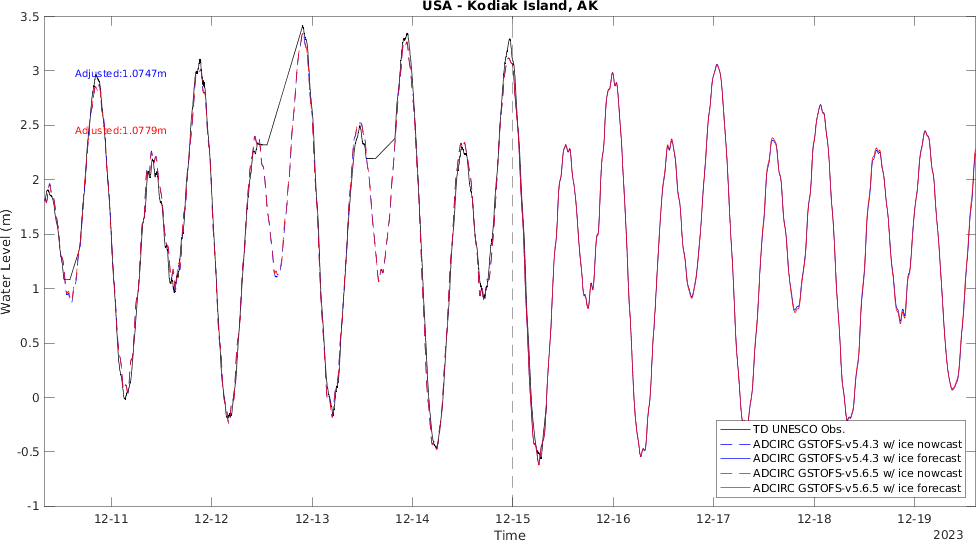 USA - Kodiak Island, AK
3.5
3
2.5
2
1.5
1
0.5
0
-0.5
-1
Water Level (m)
Adjusted:1.0747m
Adjusted:1.0779m
TD UNESCO Obs.
ADCIRC GSTOFS-v5.4.3 w/ ice nowcast
ADCIRC GSTOFS-v5.4.3 w/ ice forecast
ADCIRC GSTOFS-v5.6.5 w/ ice nowcast
ADCIRC GSTOFS-v5.6.5 w/ ice forecast
12-11 12-12 12-13 12-14 12-15 12-16 12-17 12-18 12-19
Time
2023